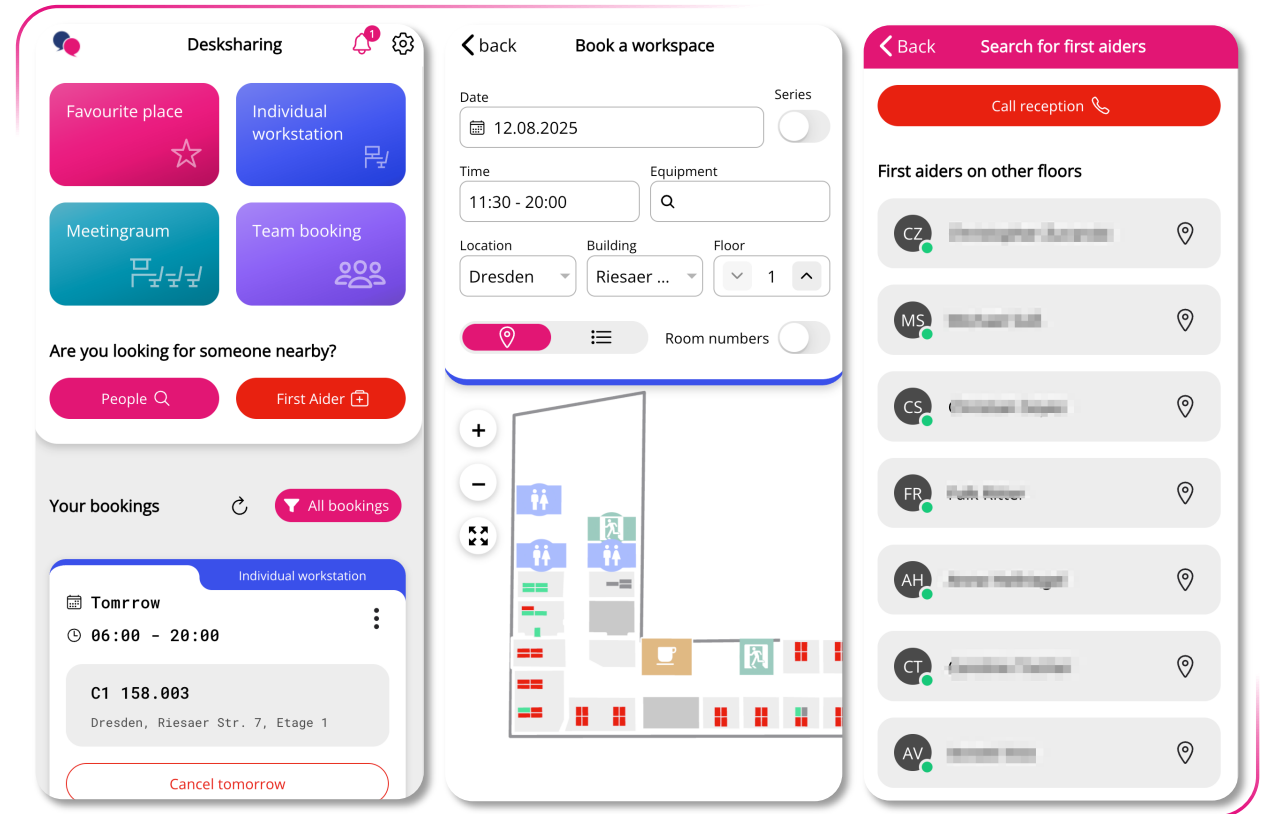 Desksharing
1
Favourite place
Individual
workstation
Meetingraum
Team booking
Are you looking for someone nearby?
People
First Aider
Your bookings
All bookings
Individual workstation
Tomrrow
06:00 - 20:00
C1 158.003
Dresden, Riesaer Str. 7, Etage 1
Cancel tomorrow
back
Book a workspace
Date
Series
12.08.2025
Time
Equipment
11:30 - 20:00
Location
Building
Floor
Dresden
Riesaer ...
1
Room numbers
+
−
Back
Search for first aiders
Call reception
First aiders on other floors
CZ
MS
CS
FR
AH
CT
AV